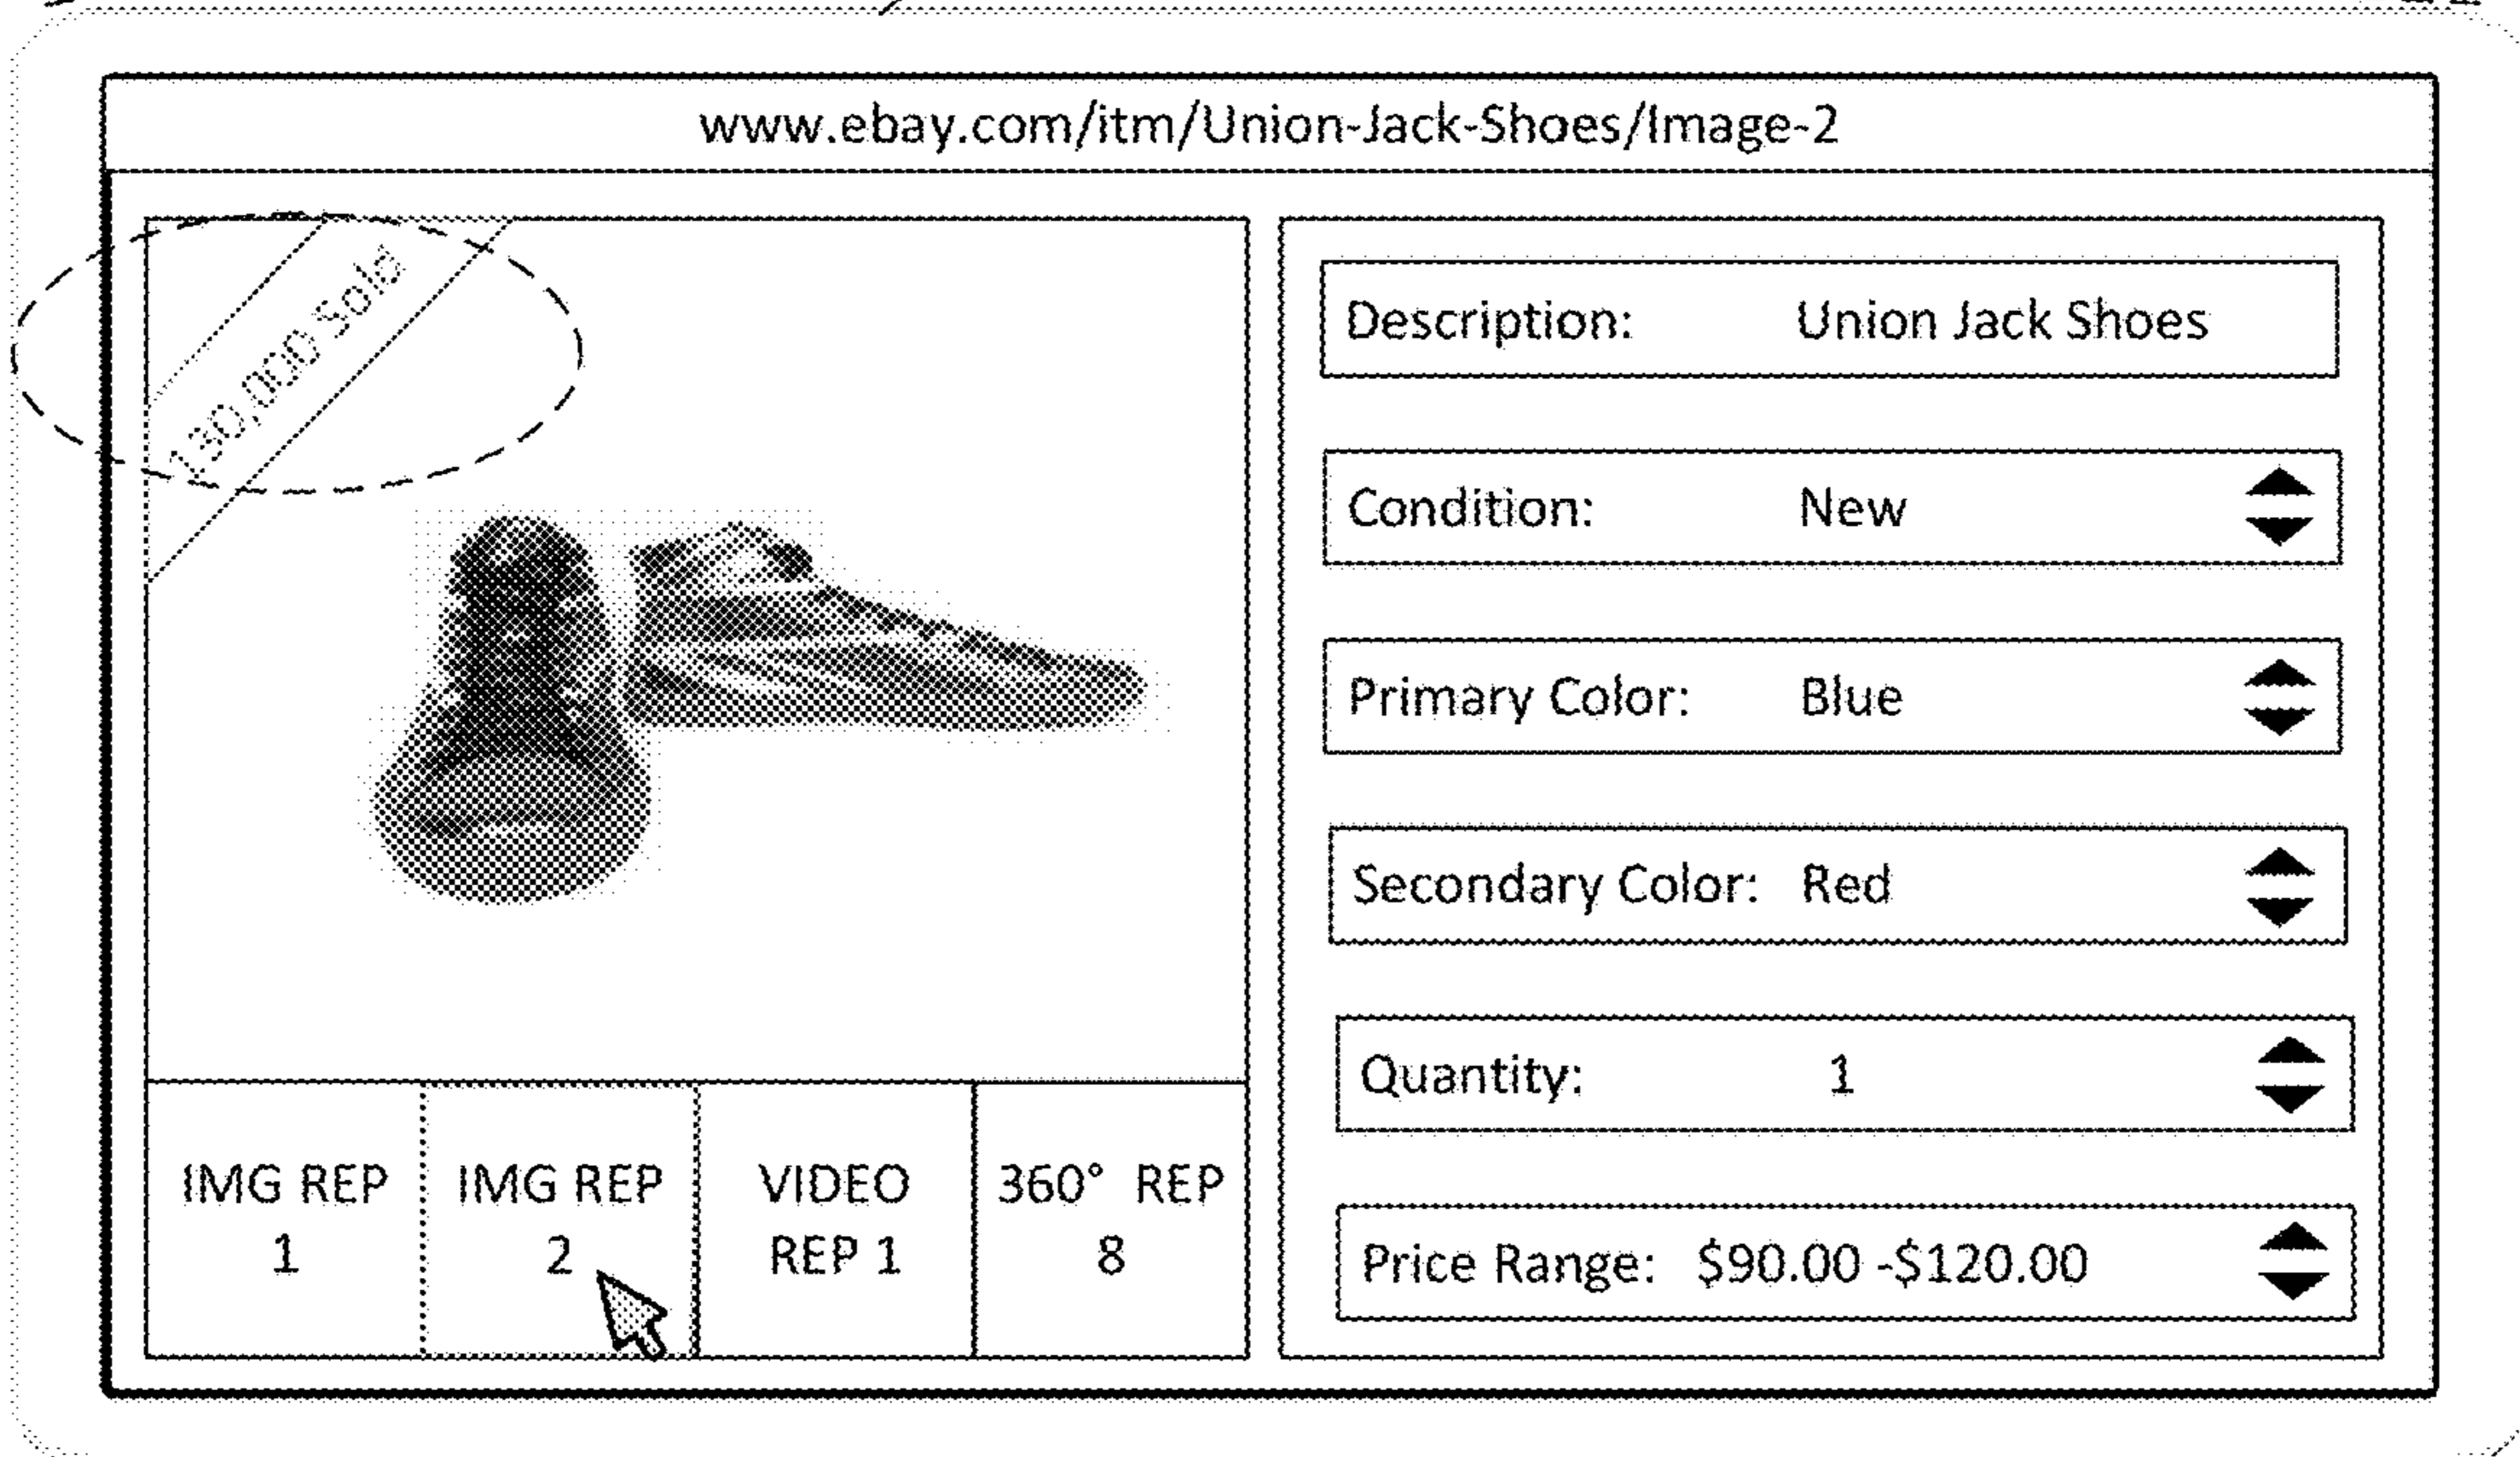 www.ebay.com/itm/Union-Jack-Shoes/Image-2
130,000 Sold
Description: Union Jack Shoes
Condition: New
Primary Color: Blue
Secondary Color: Red
Quantity: 1
Price Range: $90.00 -$120.00
IMG REP
1
IMG REP
2
VIDEO
REP 1
360° REP
8